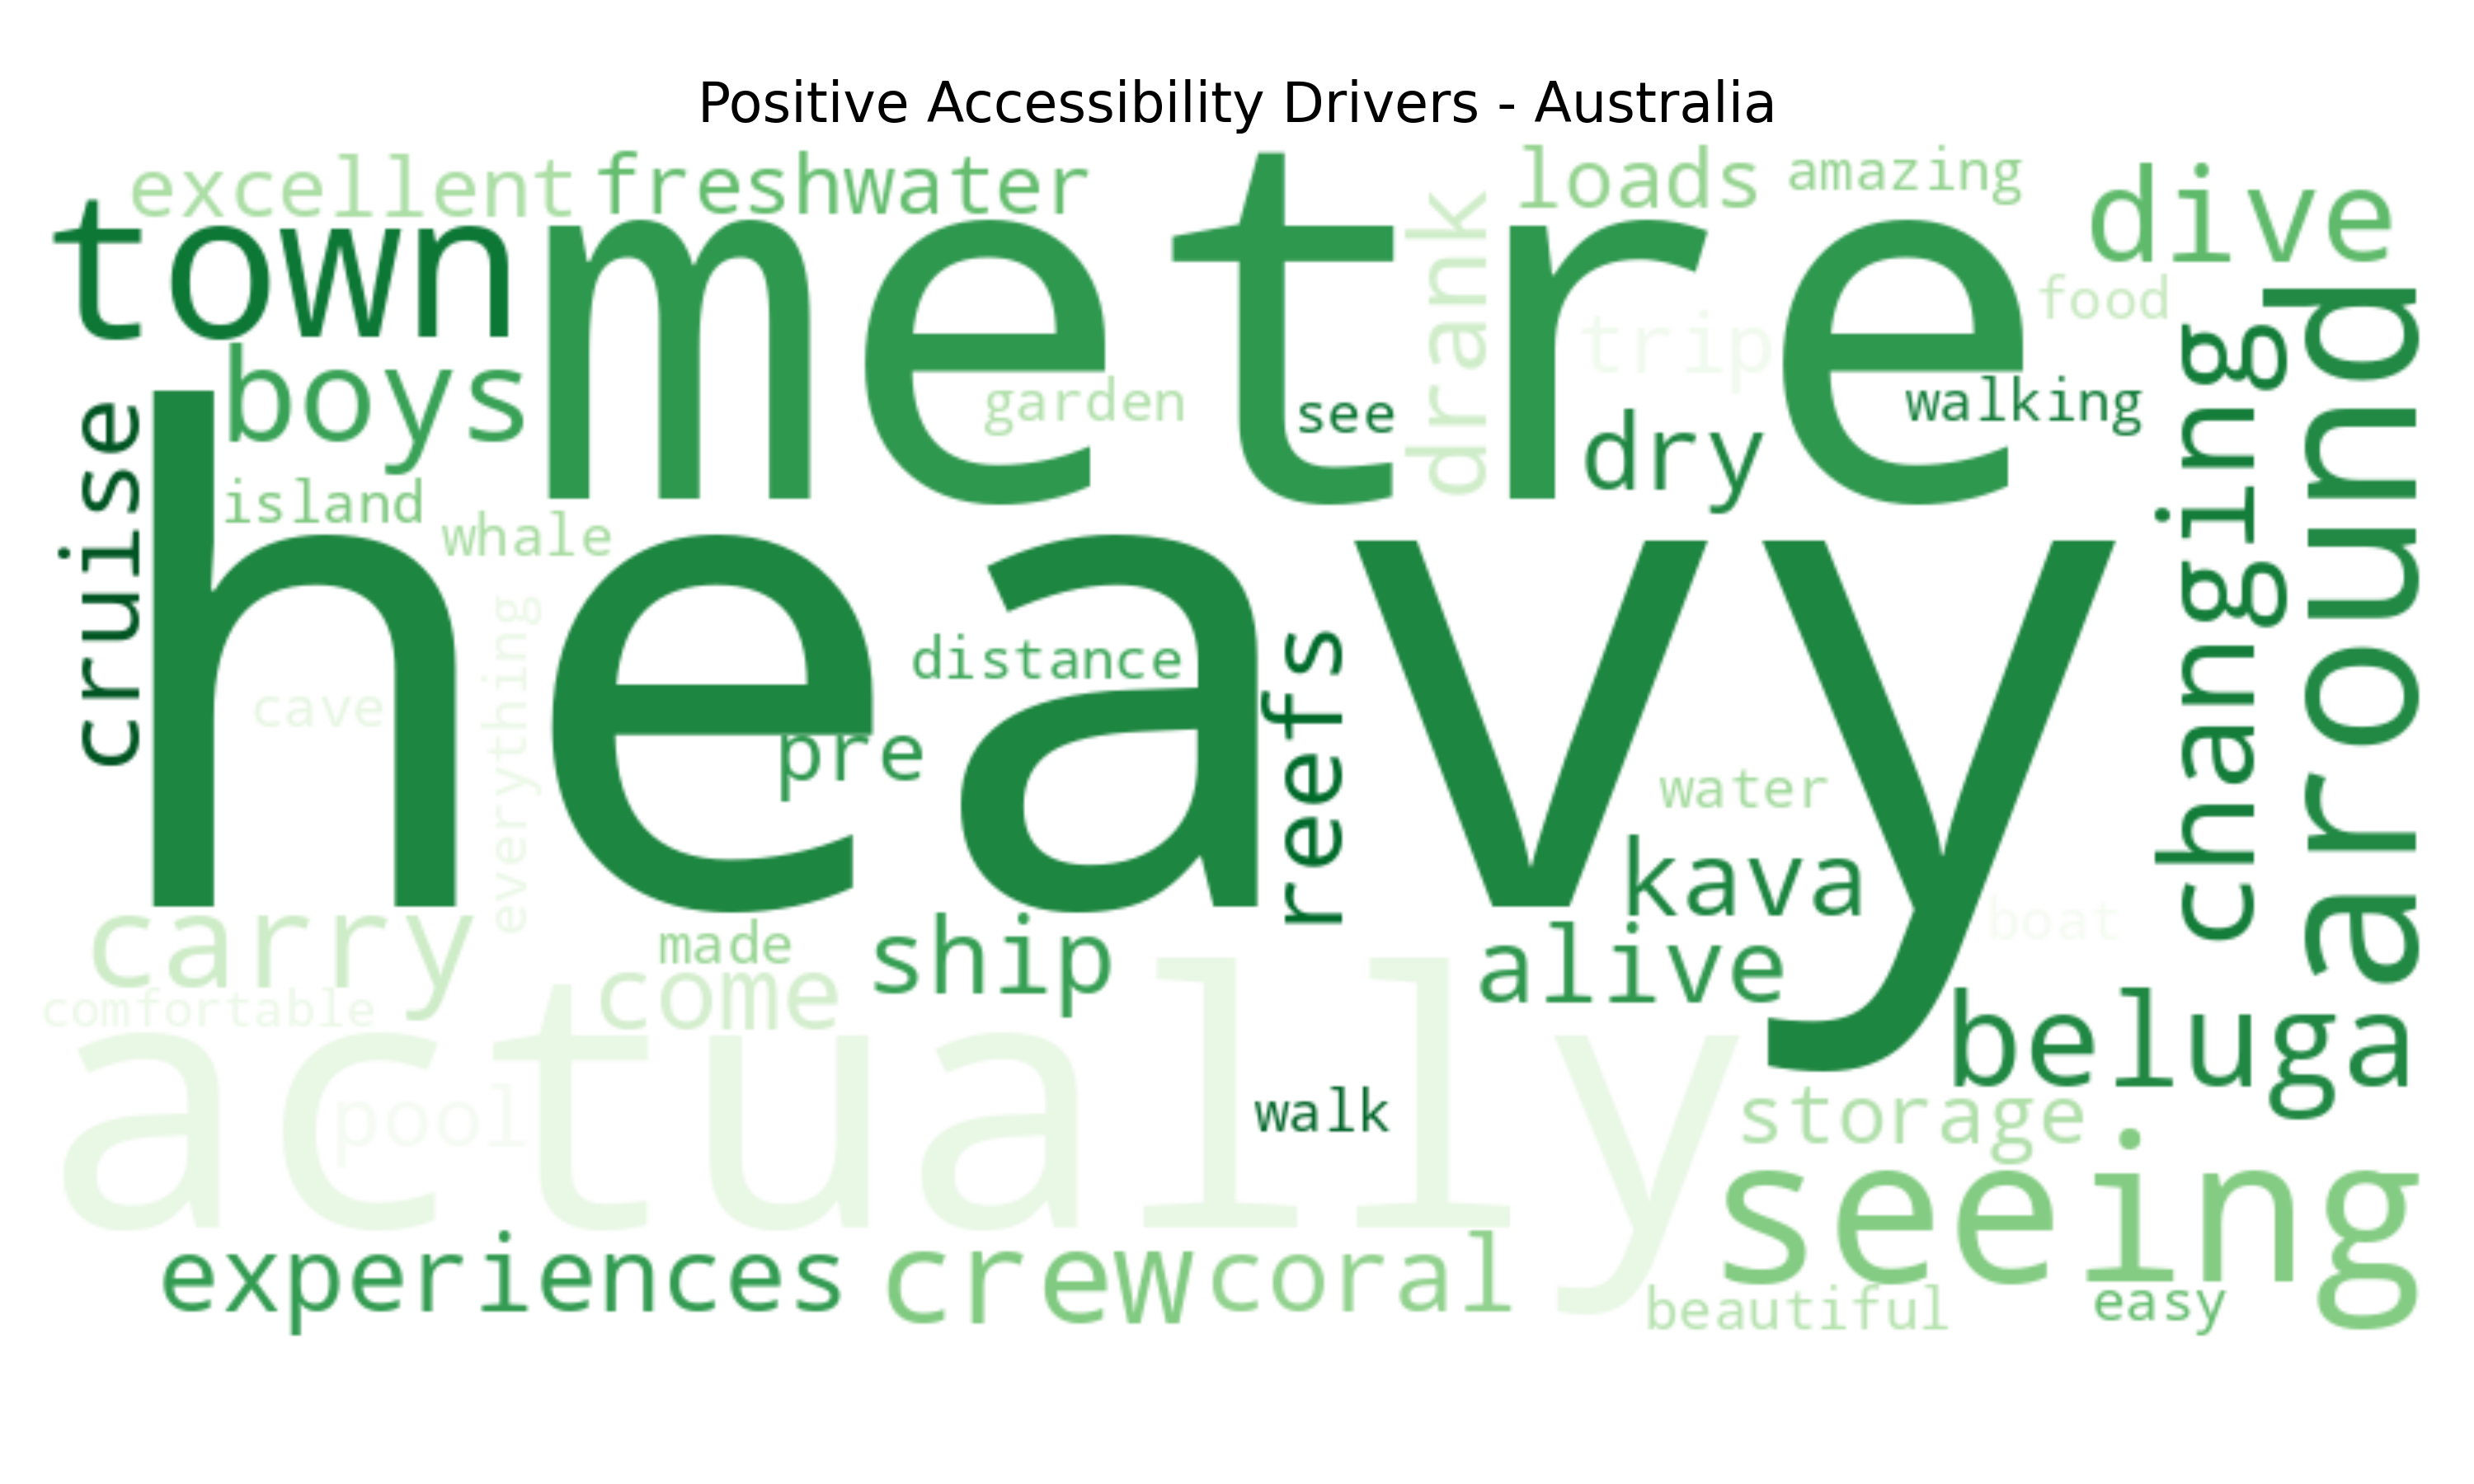 Positive Accessibility Drivers - Australia
excellent
freshwater
loads
amazing
dive
town
metre
drank
food
trip
boys
garden
see
walking
dry
changing
around
cruise
island
whale
heavy
everything
distance
reefs
cave
pre
water
kava
carry
made
ship
alive
boat
comfortable
come
actually
beluga
pool
walk
storage
seeing
experiences
crew
coral
beautiful
easy